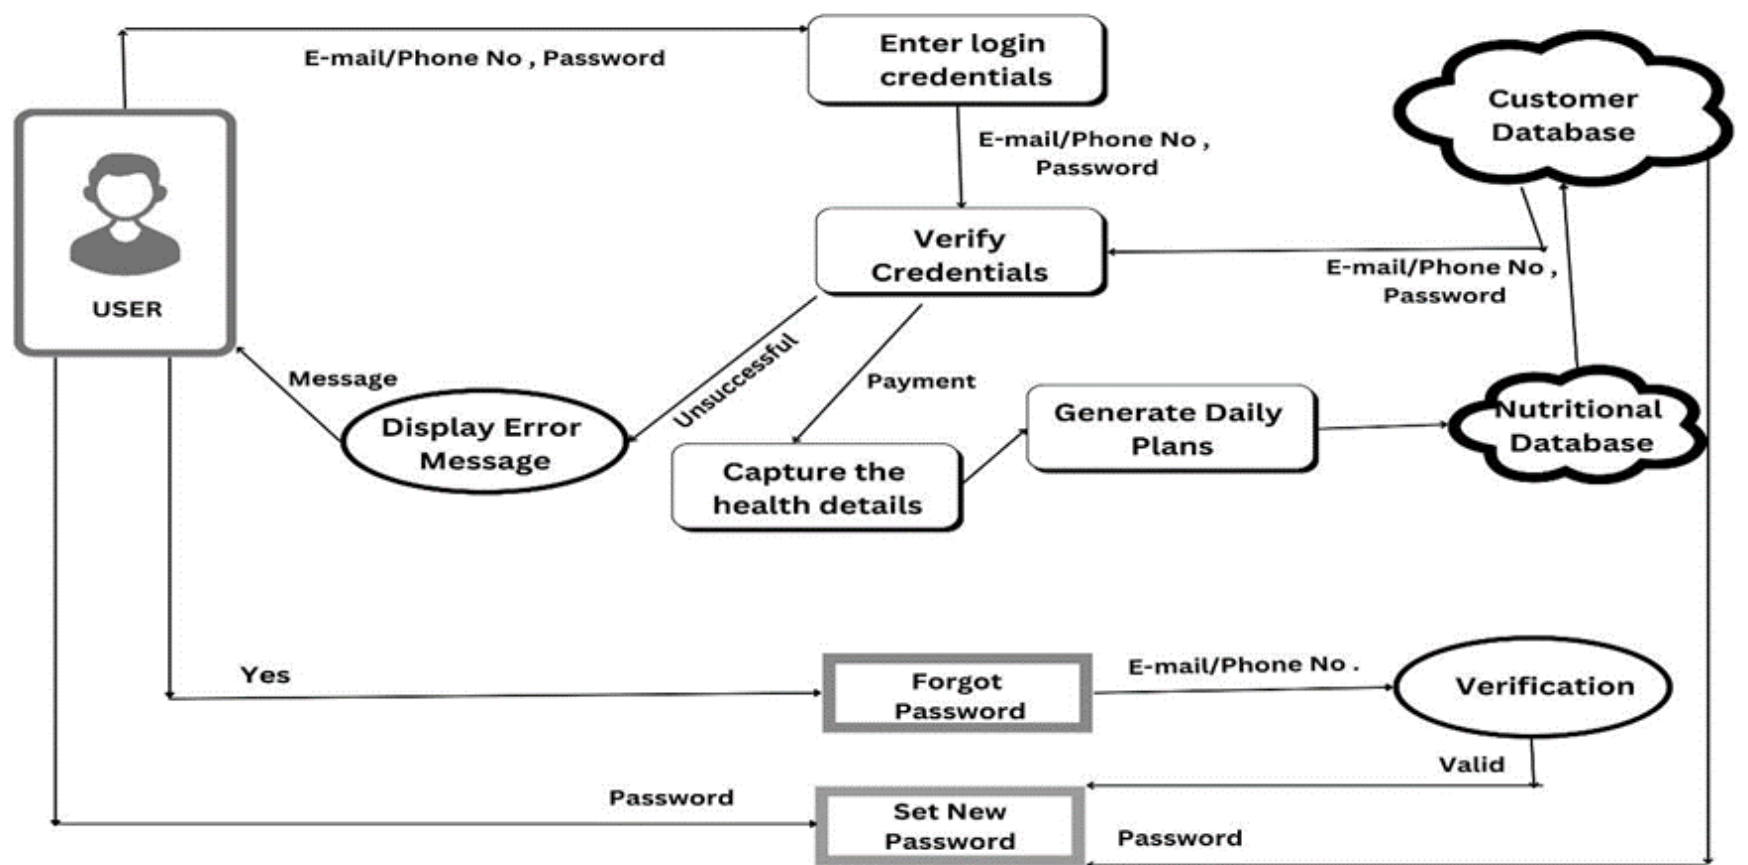 E-mail/Phone No , Password
Enter login
credentials
E-mail/Phone No ,
Password
Customer
Database
USER
Verify
Credentials
E-mail/Phone No ,
Password
Message
Unsuccessful
Payment
Display Error
Message
Capture the
health details
Generate Daily
Plans
Nutritional
Database
Yes
Forgot
Password
E-mail/Phone No .
Verification
Valid
Password
Set New
Password
Password